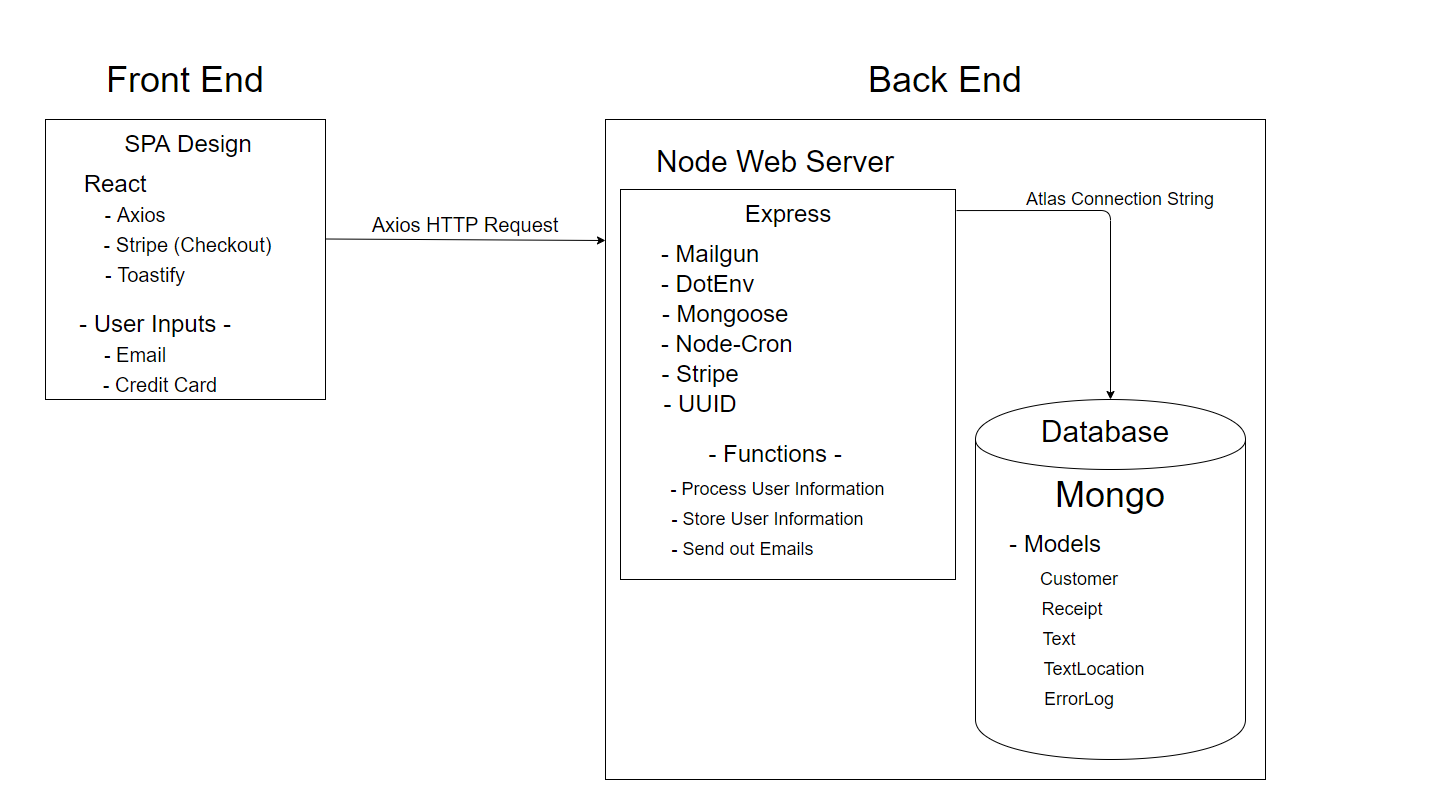 Front End
SPA Design
React
- Axios
- Stripe (Checkout)
- Toastify
- User Inputs -
- Email
- Credit Card
Axios HTTP Request
Back End
Node Web Server
Express
- Mailgun
- DotEnv
- Mongoose
- Node-Cron
- Stripe
- UUID
- Functions -
- Process User Information
- Store User Information
- Send out Emails
Atlas Connection String
Database
Mongo
- Models
Customer
Receipt
Text
TextLocation
ErrorLog